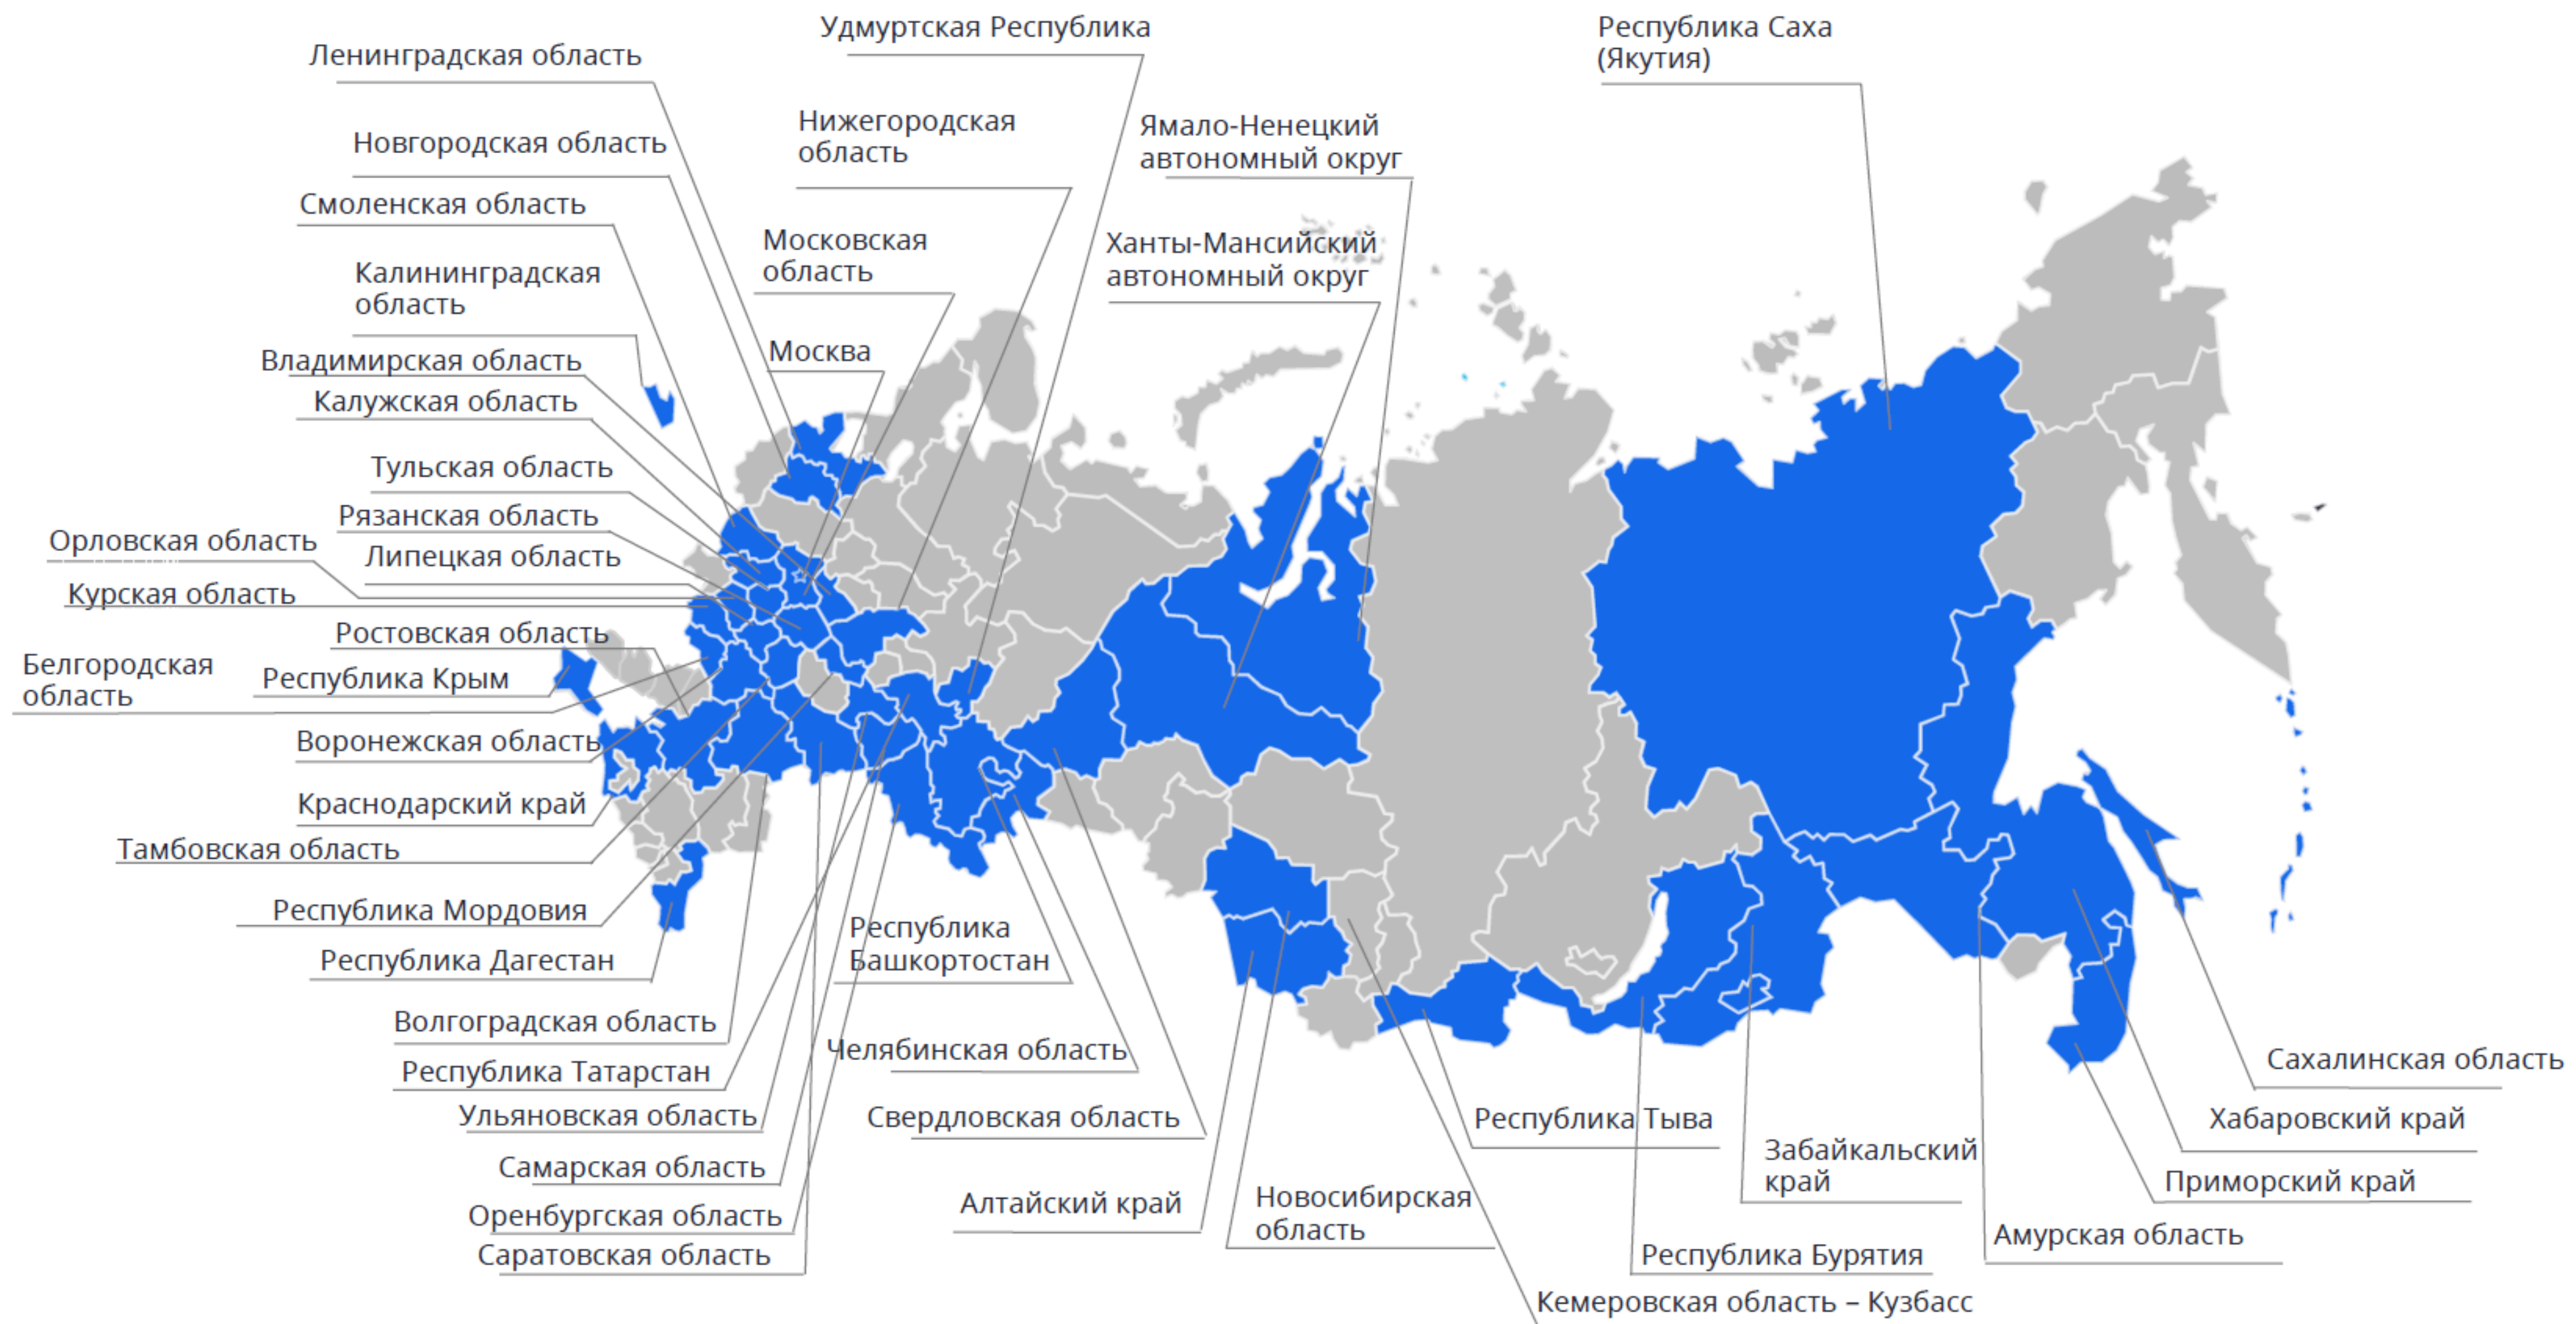 Удмуртская Республика
Республика Саха
(Якутия)
Ленинградская область
Нижегородская
область
Ямало-Ненецкий
автономный округ
Новгородская область
Смоленская область
Московская
область
Ханты-Мансийский
автономный округ
Калининградская
область
Москва
Владимирская область
Калужская область
Тульская область
Рязанская область
Орловская область
Липецкая область
Курская область
Ростовская область
Белгородская
область
Республика Крым
Воронежская область
Краснодарский край
Тамбовская область
Республика Мордовия
Республика
Башкортостан
Республика Дагестан
Волгоградская область
Челябинская область
Республика Татарстан
Ульяновская область
Свердловская область
Самарская область
Оренбургская область
Саратовская область
Алтайский край
Новосибирская
область
Республика Тыва
Забайкальский
край
Республика Бурятия
Кемеровская область – Кузбасс
Сахалинская область
Хабаровский край
Приморский край
Амурская область